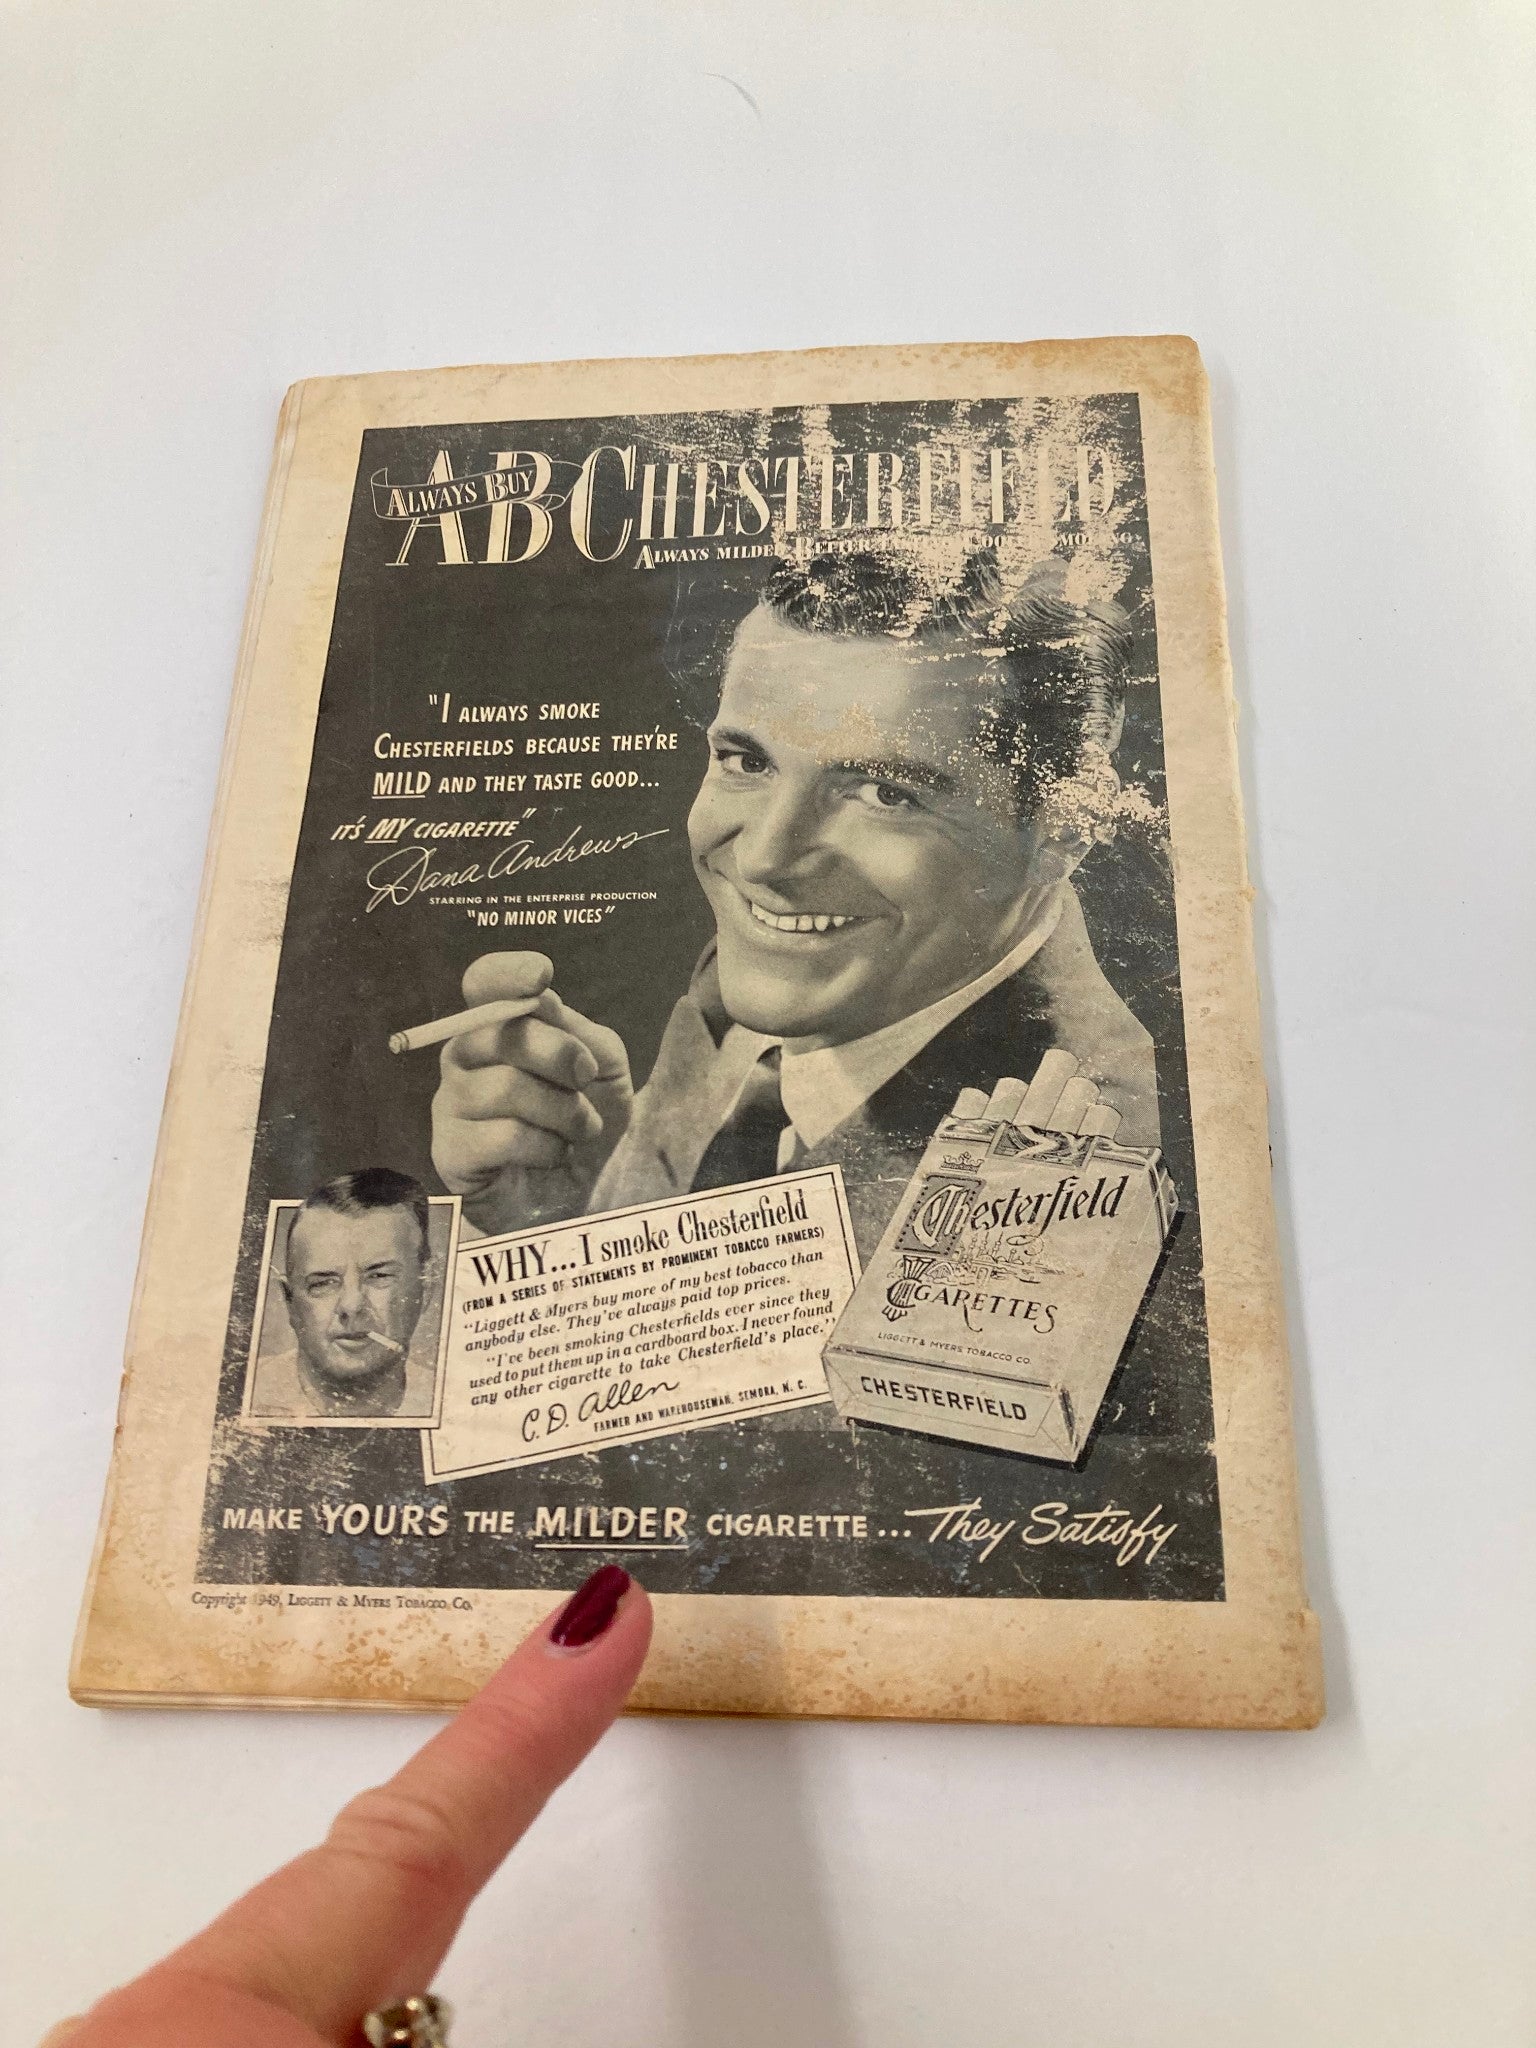 ALWAYS BUY
ABCHESTERFIELD
ALWAYS MILDER BETTER
"I ALWAYS SMOKE
CHESTERFIELDS BECAUSE THEY'RE
MILD AND THEY TASTE GOOD...
IT'S MY CIGARETTE"
Dana Andrews
STARRING IN THE ENTERPRISE PRODUCTION
"NO MINOR VICES"
WHY...I smoke Chesterfield
(FROM A SERIES OF STATEMENTS BY PROMINENT TOBACCO FARMERS)
"Liggett & Myers buy more of my best tobacco than
anybody else. They've always paid top prices.
"I've been smoking Chesterfields ever since they
used to put them up in a cardboard box. I never found
any other cigarette to take Chesterfield's place."
C. D. Allen
FARMER AND WAREHOUSEMAN, SEMORA, N. C.
Chesterfield
CIGARETTES
LIGGETT & MYERS TOBACCO CO.
CHESTERFIELD
MAKE YOURS THE MILDER CIGARETTE... They Satisfy
Copyright 1949, LIGGETT & MYERS TOBACCO CO.